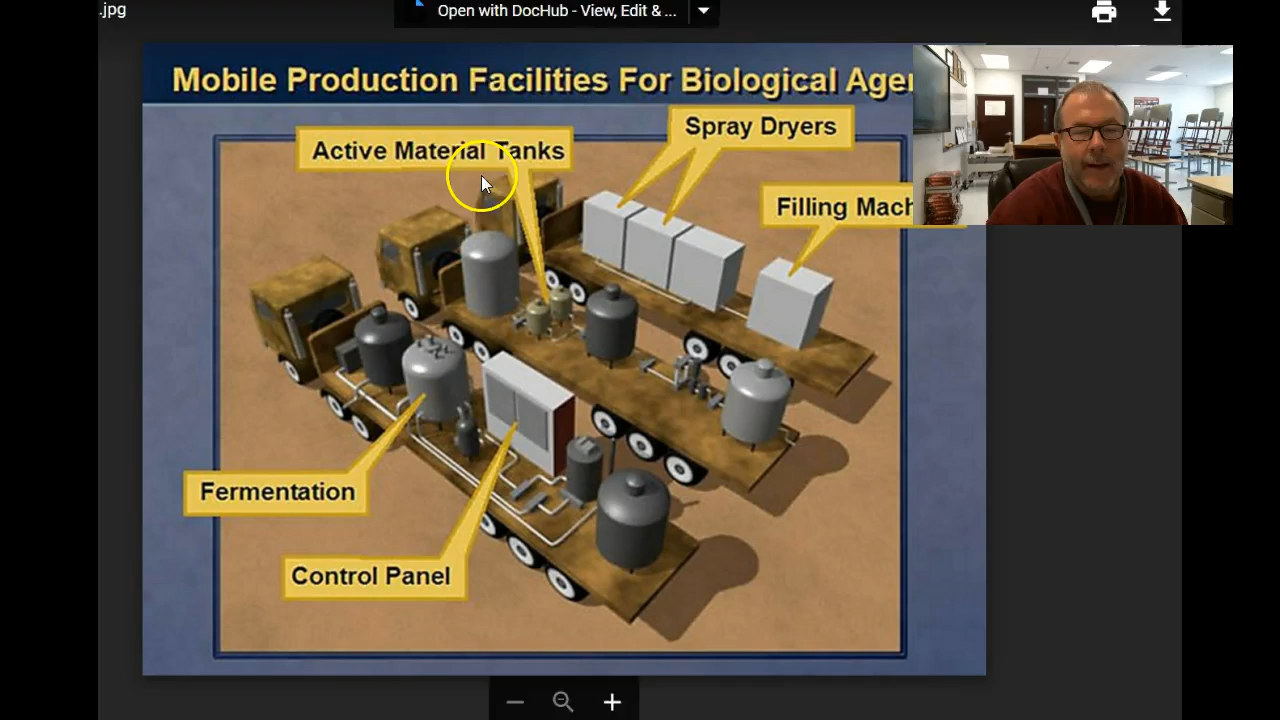 .jpg
Open with DocHub - View, Edit & ...
Mobile Production Facilities For Biological Agen
Spray Dryers
Active Material Tanks
Filling Mach
Fermentation
Control Panel